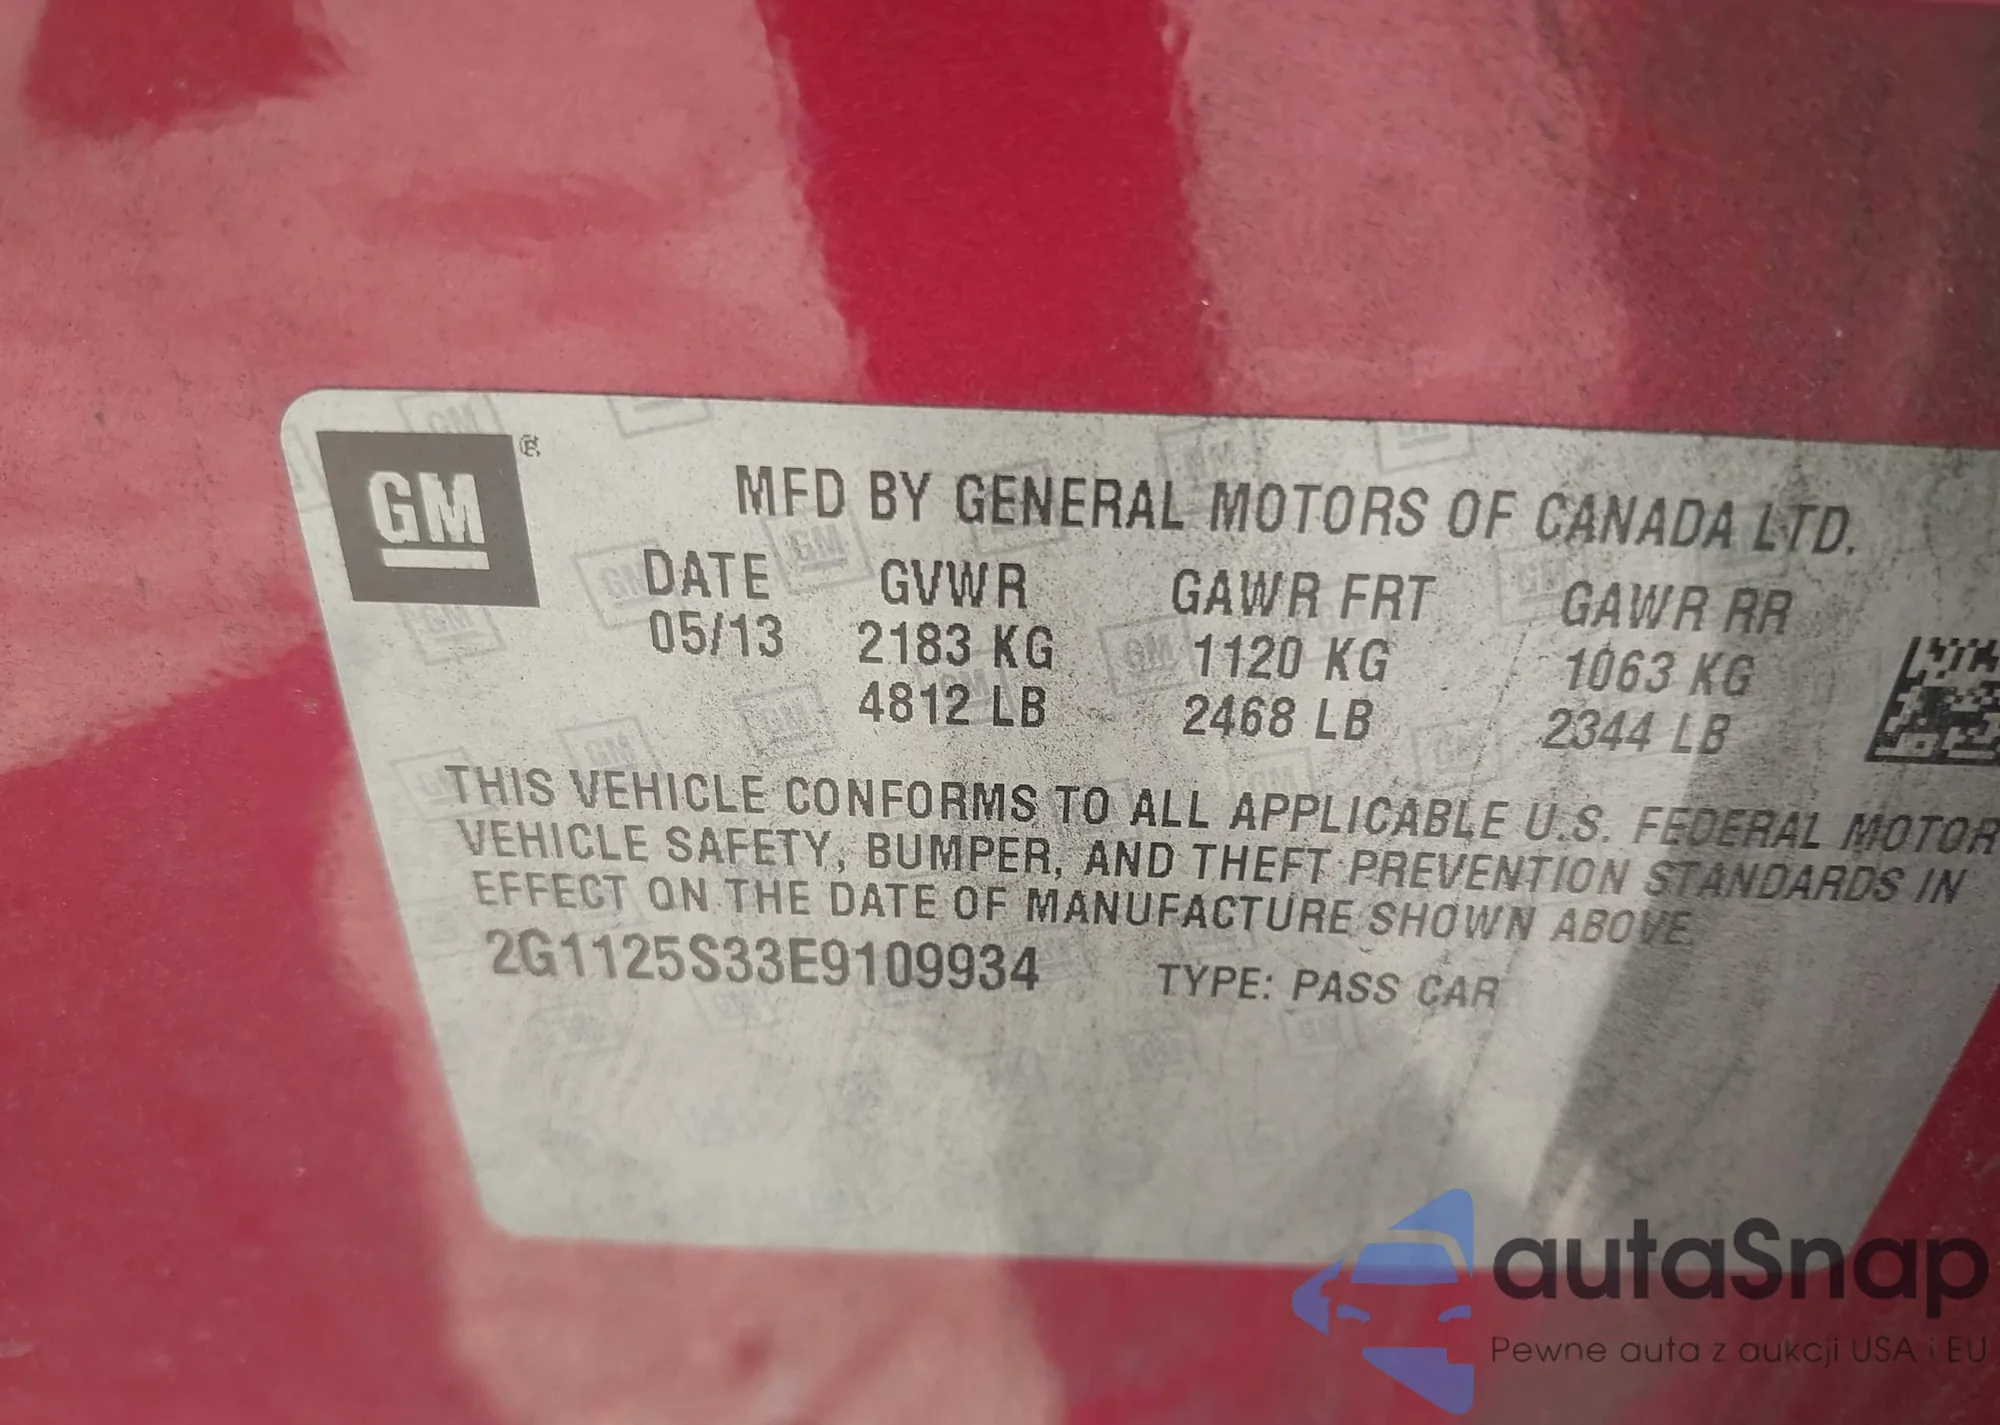 GM ®
MFD BY GENERAL MOTORS OF CANADA LTD.
DATE GVWR GAWR FRT GAWR RR
05/13 2183 KG 1120 KG 1063 KG
4812 LB 2468 LB 2344 LB
THIS VEHICLE CONFORMS TO ALL APPLICABLE U.S. FEDERAL MOTOR
VEHICLE SAFETY, BUMPER, AND THEFT PREVENTION STANDARDS IN
EFFECT ON THE DATE OF MANUFACTURE SHOWN ABOVE.
2G1125S33E9109934 TYPE: PASS CAR
autaSnap
Pewne auta z aukcji USA i EU